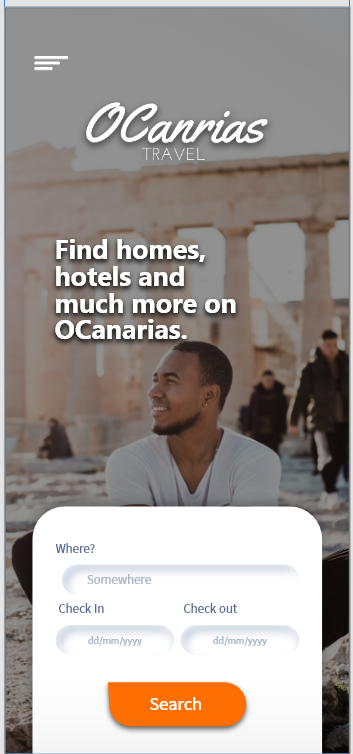 OCanrias
TRAVEL
Find homes,
hotels and
much more on
OCanarias.
Where?
Somewhere
Check In Check out
dd/mm/yyyy dd/mm/yyyy
Search